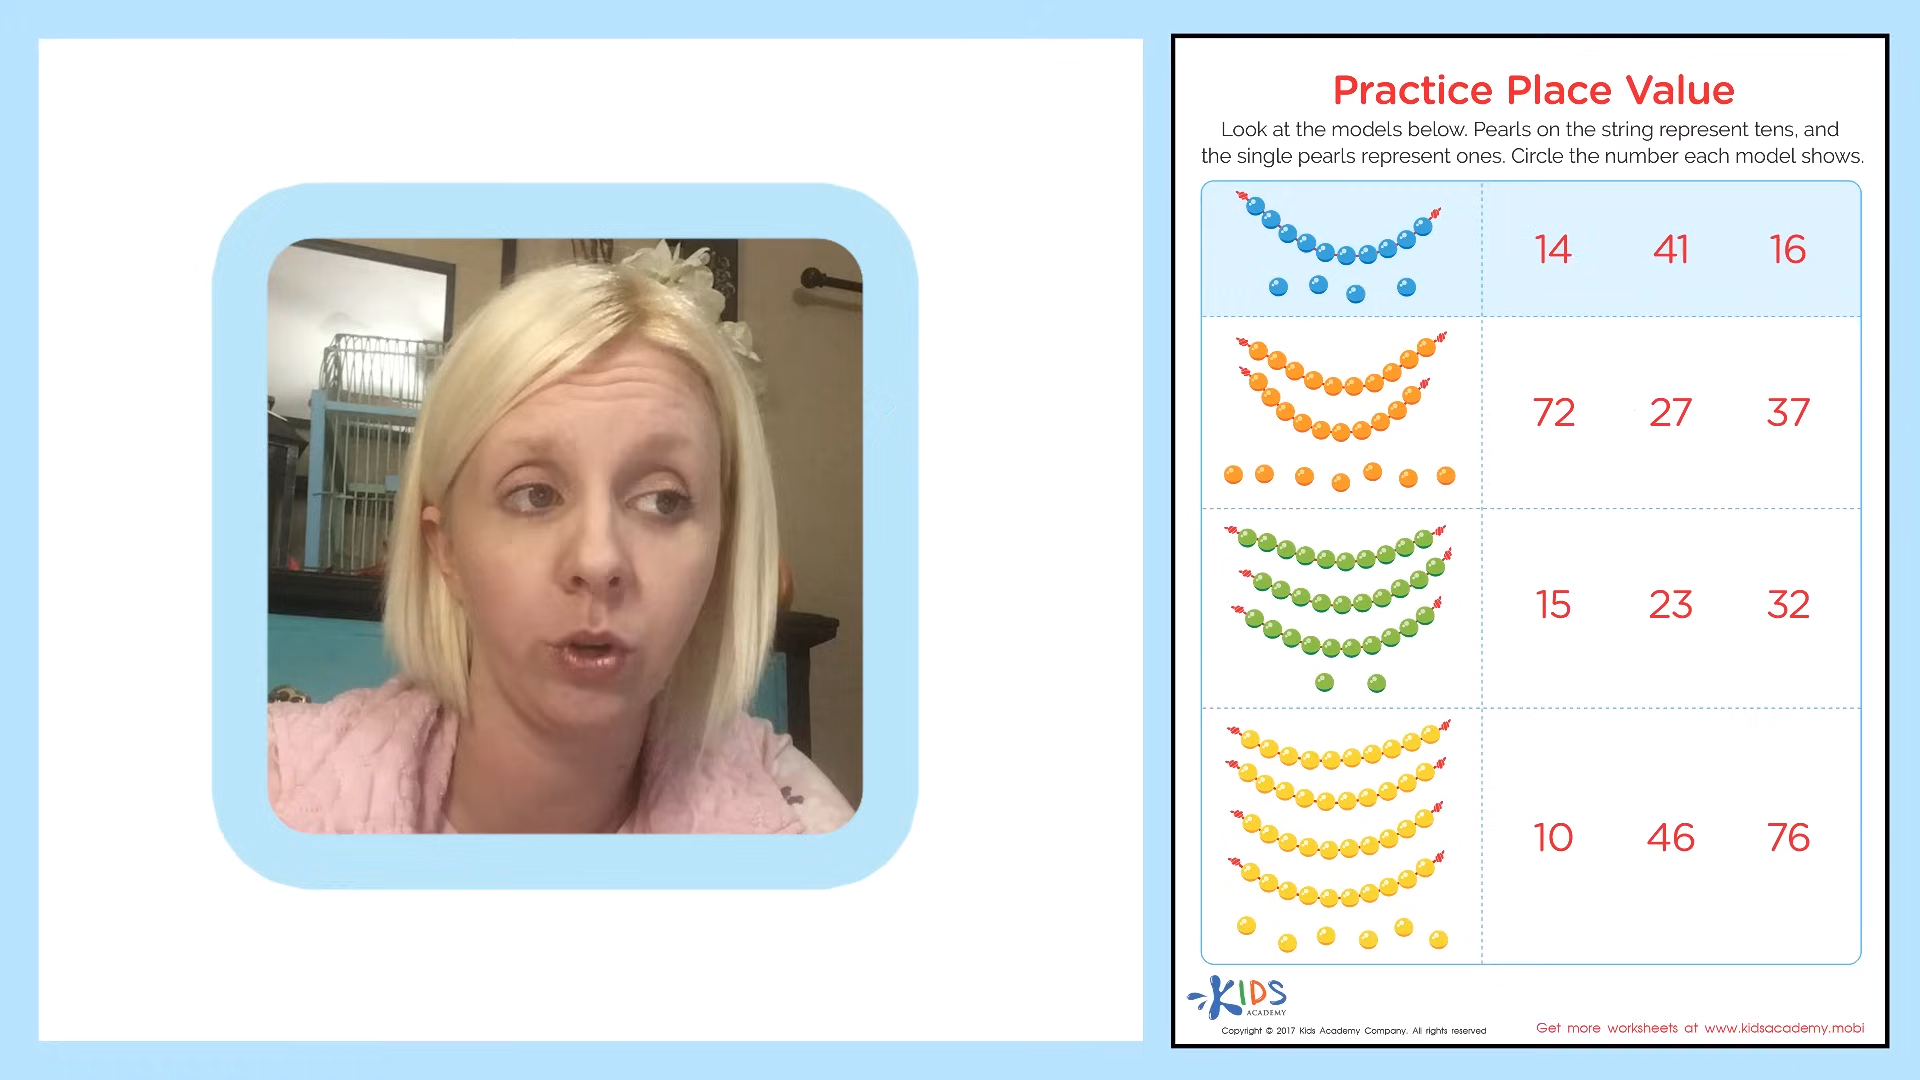 Practice Place Value
Look at the models below. Pearls on the string represent tens, and
the single pearls represent ones. Circle the number each model shows.
14 41 16
72 27 37
15 23 32
10 46 76
KIDS
ACADEMY
Copyright © 2017 Kids Academy Company. All rights reserved
Get more worksheets at www.kidsacademy.mobi